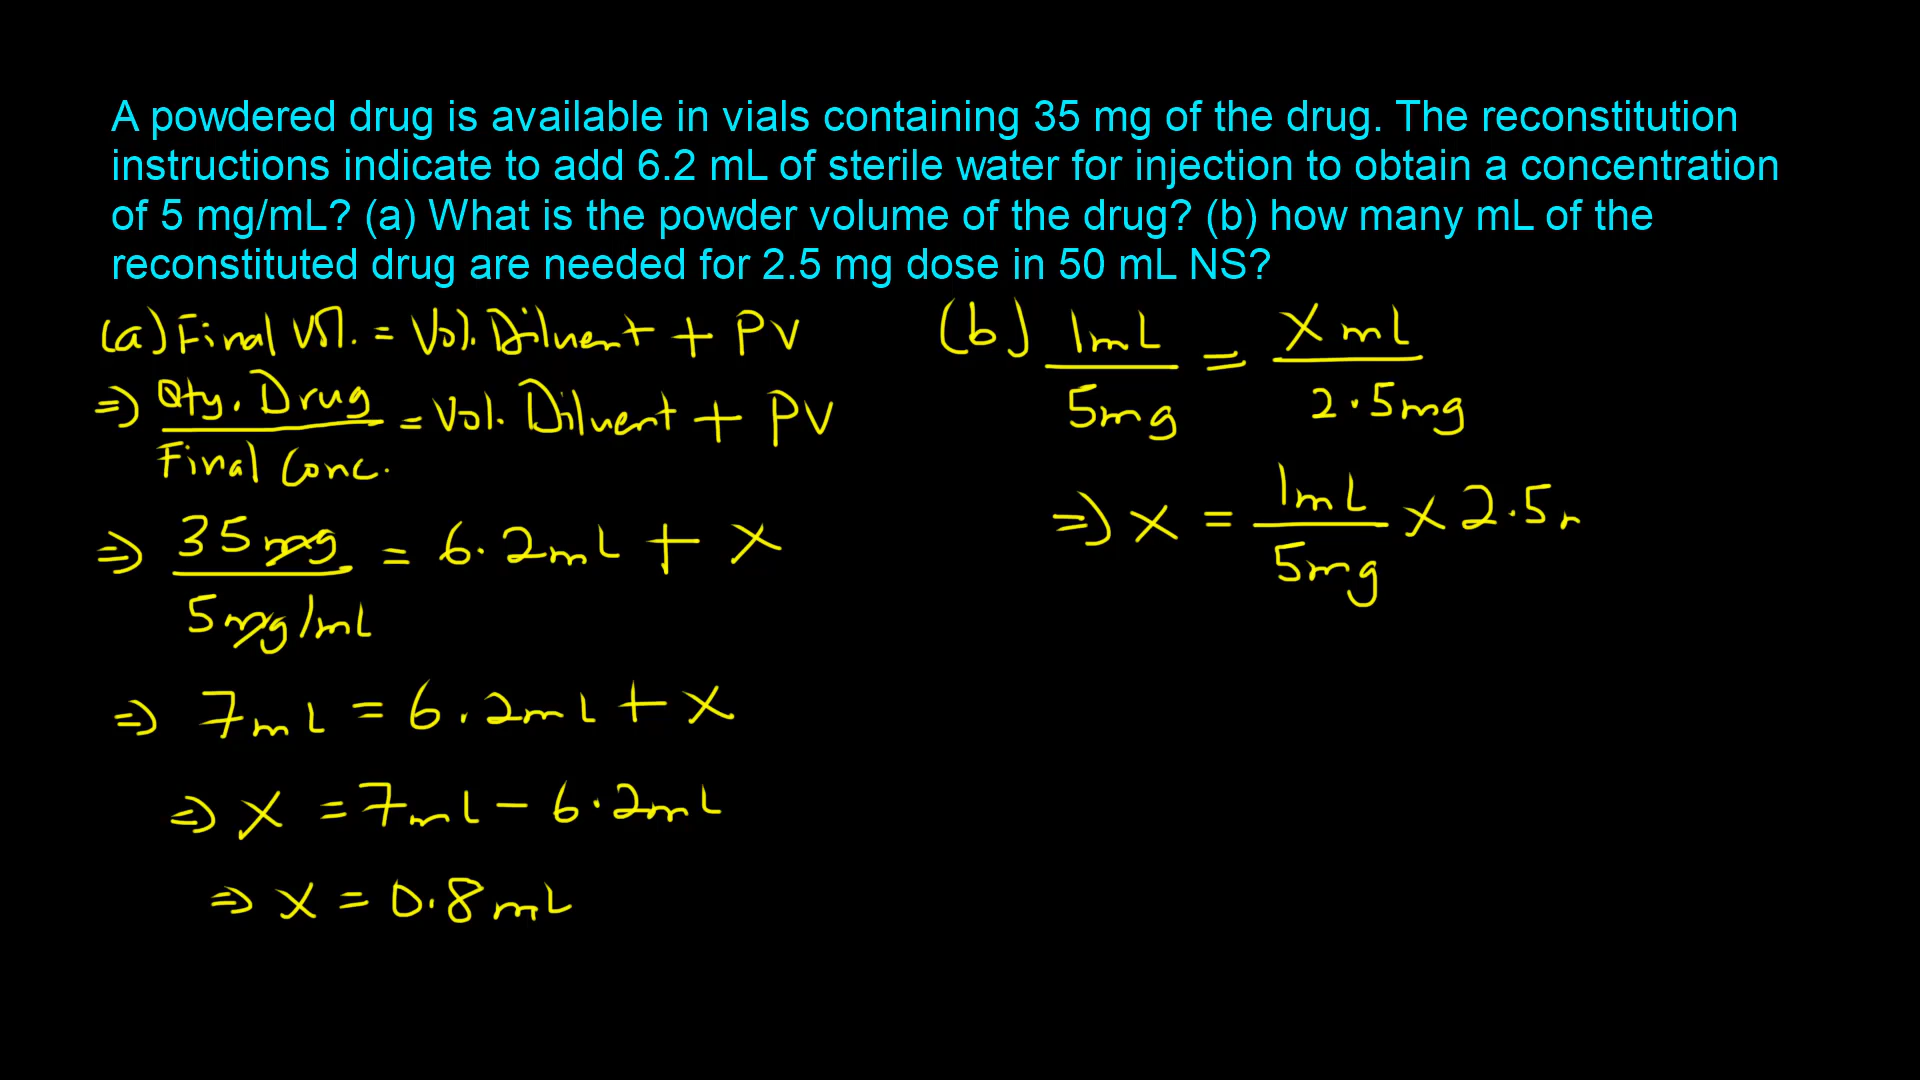 A powdered drug is available in vials containing 35 mg of the drug. The reconstitution
instructions indicate to add 6.2 mL of sterile water for injection to obtain a concentration
of 5 mg/mL? (a) What is the powder volume of the drug? (b) how many mL of the
reconstituted drug are needed for 2.5 mg dose in 50 mL NS?
(a) Final Vol. = Vol. Diluent + PV
⇒ Qty. Drug / Final Conc. = Vol. Diluent + PV
⇒ 35mg / 5mg/mL = 6.2mL + X
⇒ 7mL = 6.2mL + X
⇒ X = 7mL - 6.2mL
⇒ X = 0.8mL
(b) 1mL / 5mg = X mL / 2.5mg
⇒ X = 1mL / 5mg × 2.5